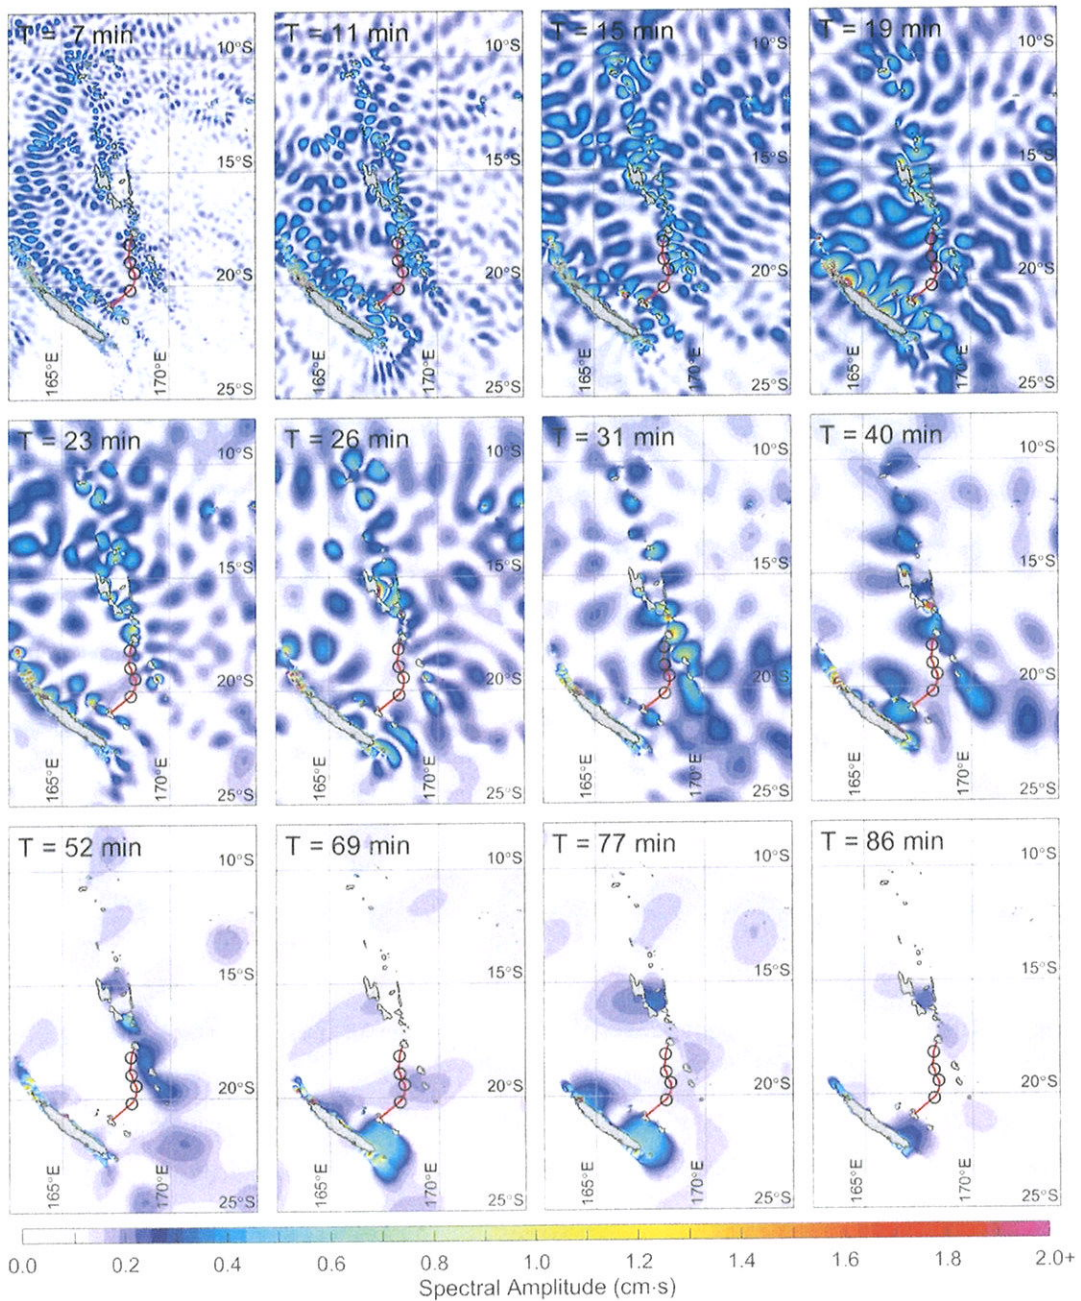 T = 7 min
T = 11 min
T = 15 min
T = 19 min
10°S
10°S
10°S
10°S
15°S
15°S
15°S
15°S
20°S
20°S
20°S
20°S
165°E
170°E
165°E
170°E
165°E
170°E
165°E
170°E
25°S
25°S
25°S
25°S
T = 23 min
T = 26 min
T = 31 min
T = 40 min
10°S
10°S
10°S
10°S
15°S
15°S
15°S
15°S
20°S
20°S
20°S
20°S
165°E
170°E
165°E
170°E
165°E
170°E
165°E
170°E
25°S
25°S
25°S
25°S
T = 52 min
T = 69 min
T = 77 min
T = 86 min
10°S
10°S
10°S
10°S
15°S
15°S
15°S
15°S
20°S
20°S
20°S
20°S
165°E
170°E
165°E
170°E
165°E
170°E
165°E
170°E
25°S
25°S
25°S
25°S
0.0 0.2 0.4 0.6 0.8 1.0 1.2 1.4 1.6 1.8 2.0+
Spectral Amplitude (cm·s)